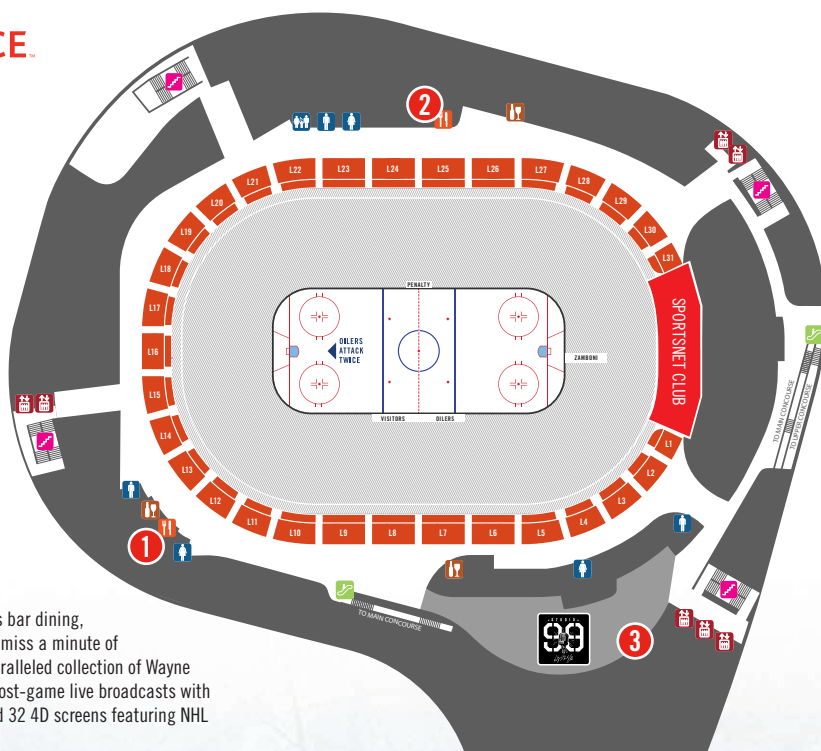 CE™
2
L22 L23 L24 L25 L26 L27
L21 L28
L20 L29
L19 L30
L18 L31
L17
L16
L15
L14 L1
L13 L2
L12 L3
L11 L4
L10 L9 L8 L7 L6 L5
PENALTY
OILERS
ATTACK
TWICE
ZAMBONI
VISITORS OILERS
SPORTSNET CLUB
TO MAIN CONCOURSE
TO UPPER CONCOURSE
1
TO MAIN CONCOURSE
STUDIO
99
3
s bar dining,
miss a minute of
ralleled collection of Wayne
ost-game live broadcasts with
d 32 4D screens featuring NHL